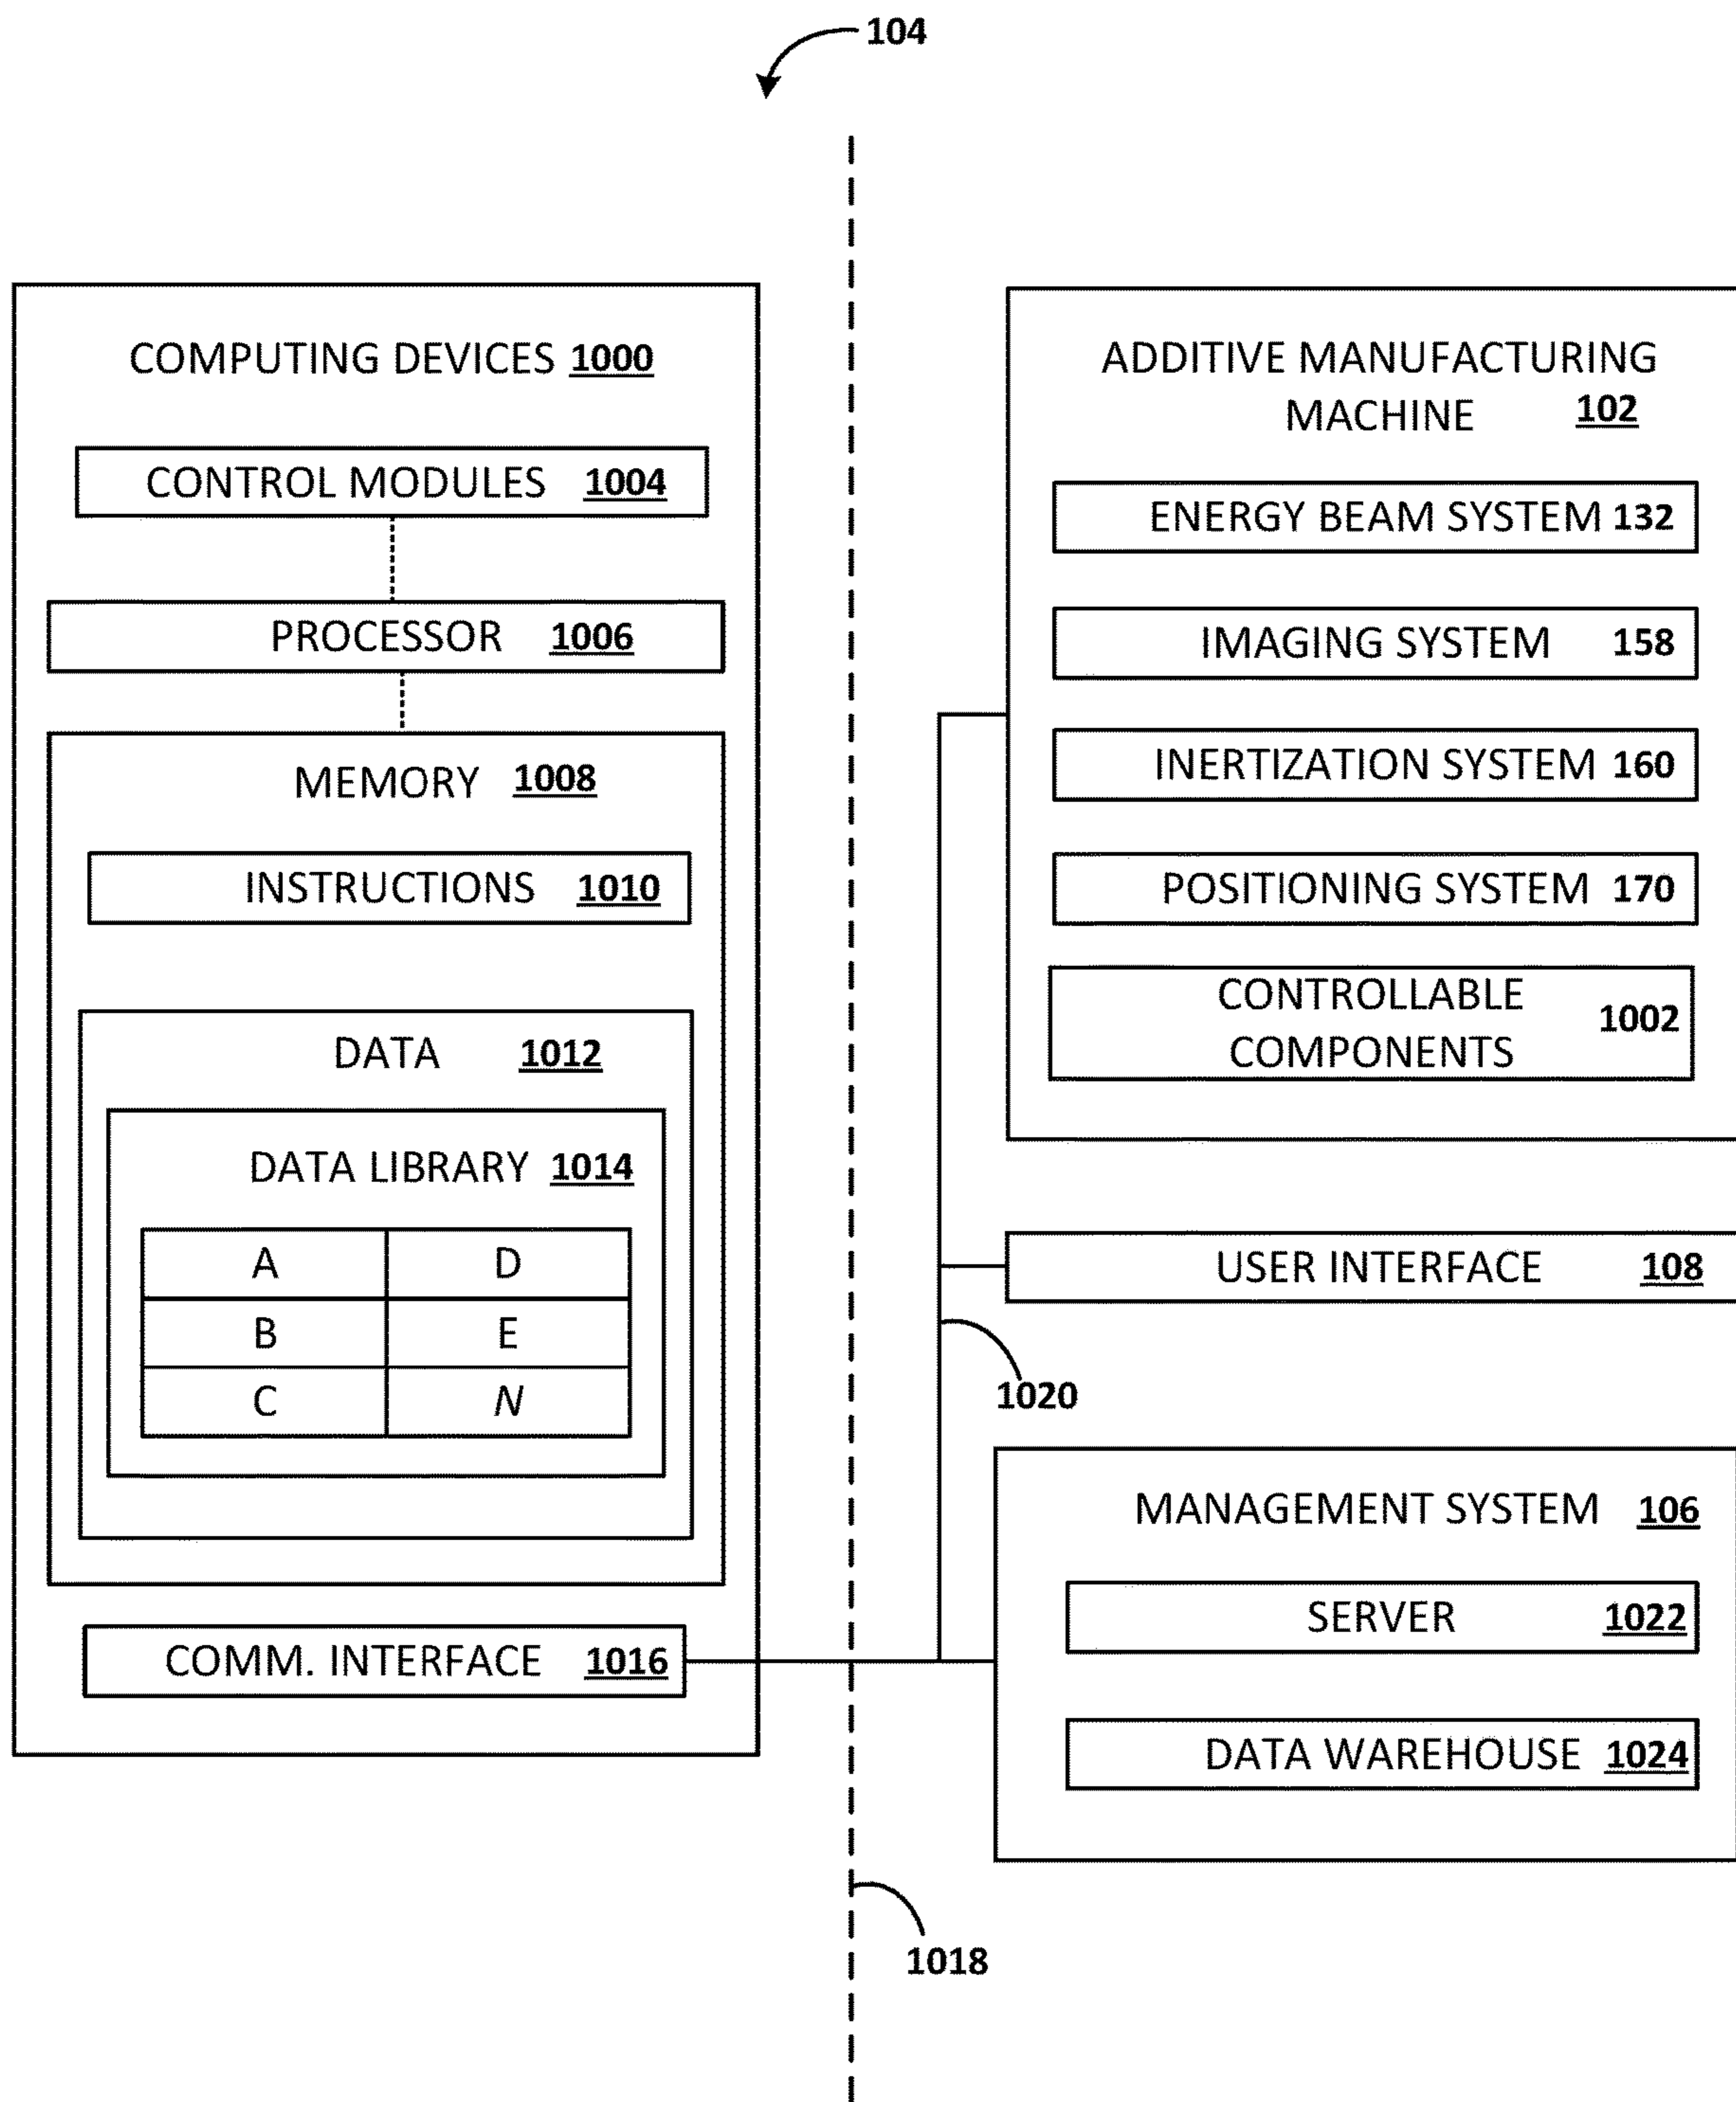 104
COMPUTING DEVICES 1000
CONTROL MODULES 1004
PROCESSOR 1006
MEMORY 1008
INSTRUCTIONS 1010
DATA 1012
DATA LIBRARY 1014
A D
B E
C N
COMM. INTERFACE 1016
ADDITIVE MANUFACTURING
MACHINE 102
ENERGY BEAM SYSTEM 132
IMAGING SYSTEM 158
INERTIZATION SYSTEM 160
POSITIONING SYSTEM 170
CONTROLLABLE
COMPONENTS 1002
USER INTERFACE 108
1020
MANAGEMENT SYSTEM 106
SERVER 1022
DATA WAREHOUSE 1024
1018